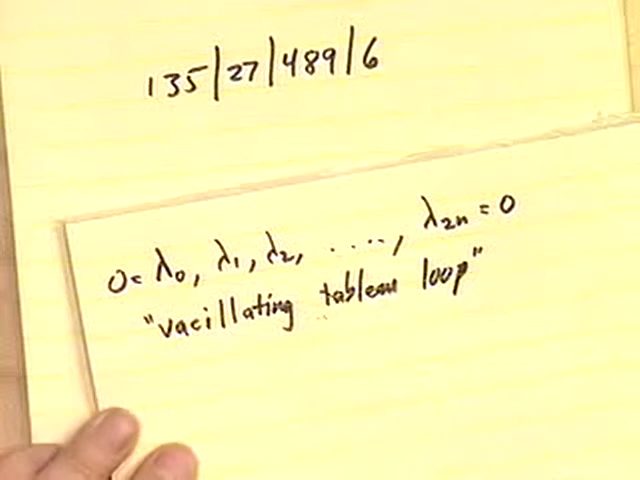 135|27|489|6
0= λ₀, λ₁, λ₂, ...., λ₂ₙ = 0
"vacillating tableau loop"